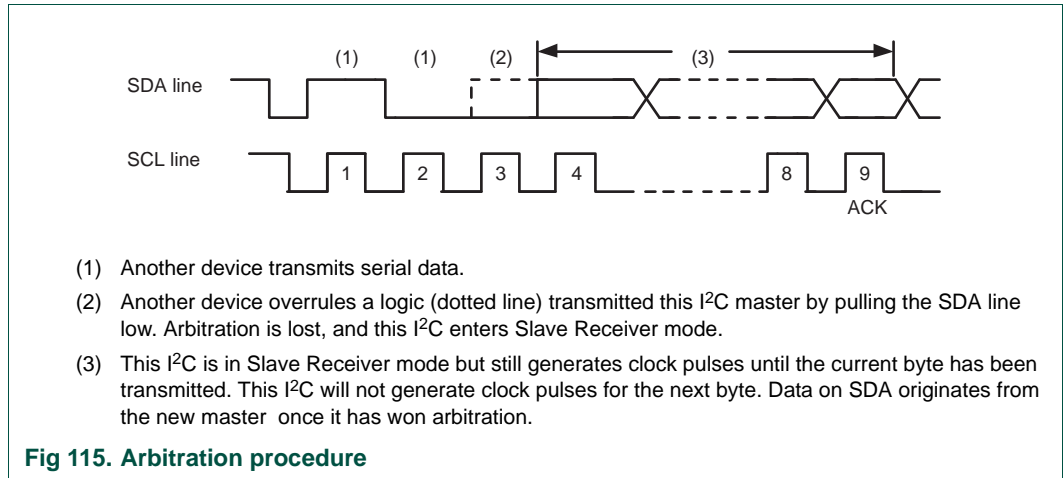 (1) (1) (2) (3)
SDA line
SCL line
1 2 3 4 8 9
ACK
(1) Another device transmits serial data.
(2) Another device overrules a logic (dotted line) transmitted this I2C master by pulling the SDA line
low. Arbitration is lost, and this I2C enters Slave Receiver mode.
(3) This I2C is in Slave Receiver mode but still generates clock pulses until the current byte has been
transmitted. This I2C will not generate clock pulses for the next byte. Data on SDA originates from
the new master once it has won arbitration.
Fig 115. Arbitration procedure